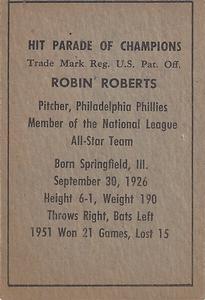 HIT PARADE OF CHAMPIONS
Trade Mark Reg. U.S. Pat. Off.
ROBIN ROBERTS
Pitcher, Philadelphia Phillies
Member of the National League
All-Star Team
Born Springfield, Ill.
September 30, 1926
Height 6-1, Weight 190
Throws Right, Bats Left
1951 Won 21 Games, Lost 15